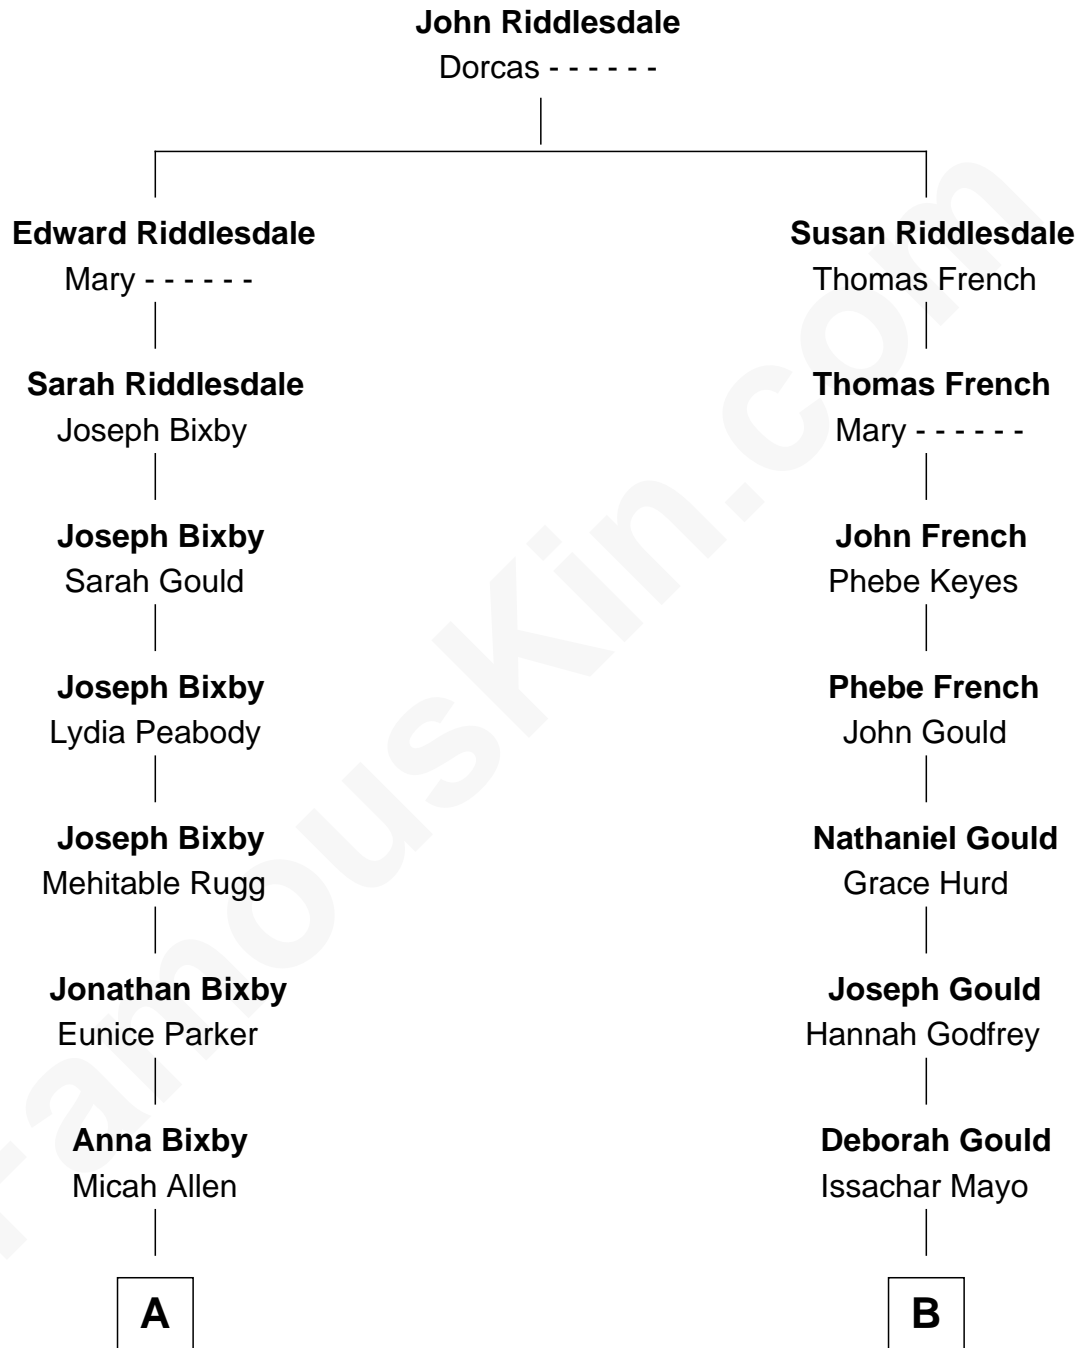 John Riddlesdale
Dorcas - - - - - -
Edward Riddlesdale
Mary - - - - - -
Susan Riddlesdale
Thomas French
Sarah Riddlesdale
Joseph Bixby
Thomas French
Mary - - - - - -
Joseph Bixby
Sarah Gould
John French
Phebe Keyes
Joseph Bixby
Lydia Peabody
Phebe French
John Gould
Joseph Bixby
Mehitable Rugg
Nathaniel Gould
Grace Hurd
Jonathan Bixby
Eunice Parker
Joseph Gould
Hannah Godfrey
Anna Bixby
Micah Allen
Deborah Gould
Issachar Mayo
A
B
FamousKin.com